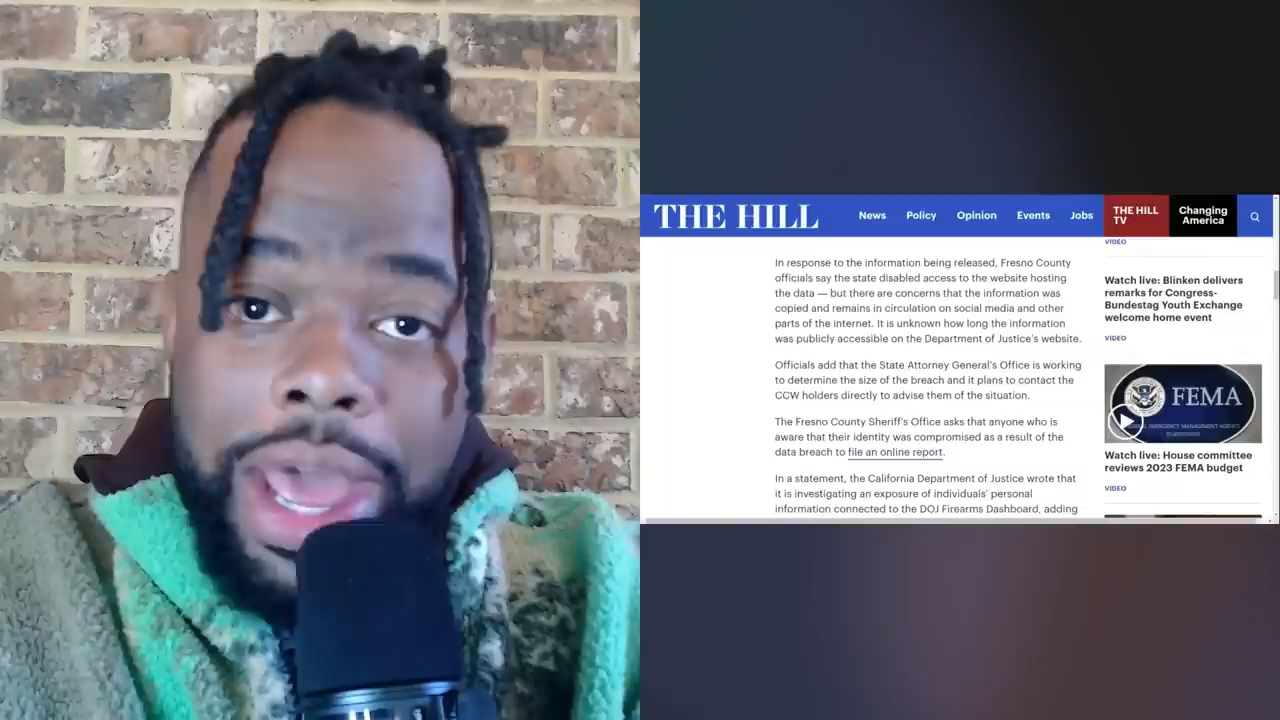 THE HILL
News
Policy
Opinion
Events
Jobs
THE HILL
TV
Changing
America
In response to the information being released, Fresno County
officials say the state disabled access to the website hosting
the data — but there are concerns that the information was
copied and remains in circulation on social media and other
parts of the internet. It is unknown how long the information
was publicly accessible on the Department of Justice's website.
Officials add that the State Attorney General's Office is working
to determine the size of the breach and it plans to contact the
CCW holders directly to advise them of the situation.
The Fresno County Sheriff's Office asks that anyone who is
aware that their identity was compromised as a result of the
data breach to file an online report.
In a statement, the California Department of Justice wrote that
it is investigating an exposure of individuals' personal
information connected to the DOJ Firearms Dashboard, adding
VIDEO
Watch live: Blinken delivers
remarks for Congress-
Bundestag Youth Exchange
welcome home event
VIDEO
FEMA
Watch live: House committee
reviews 2023 FEMA budget
VIDEO